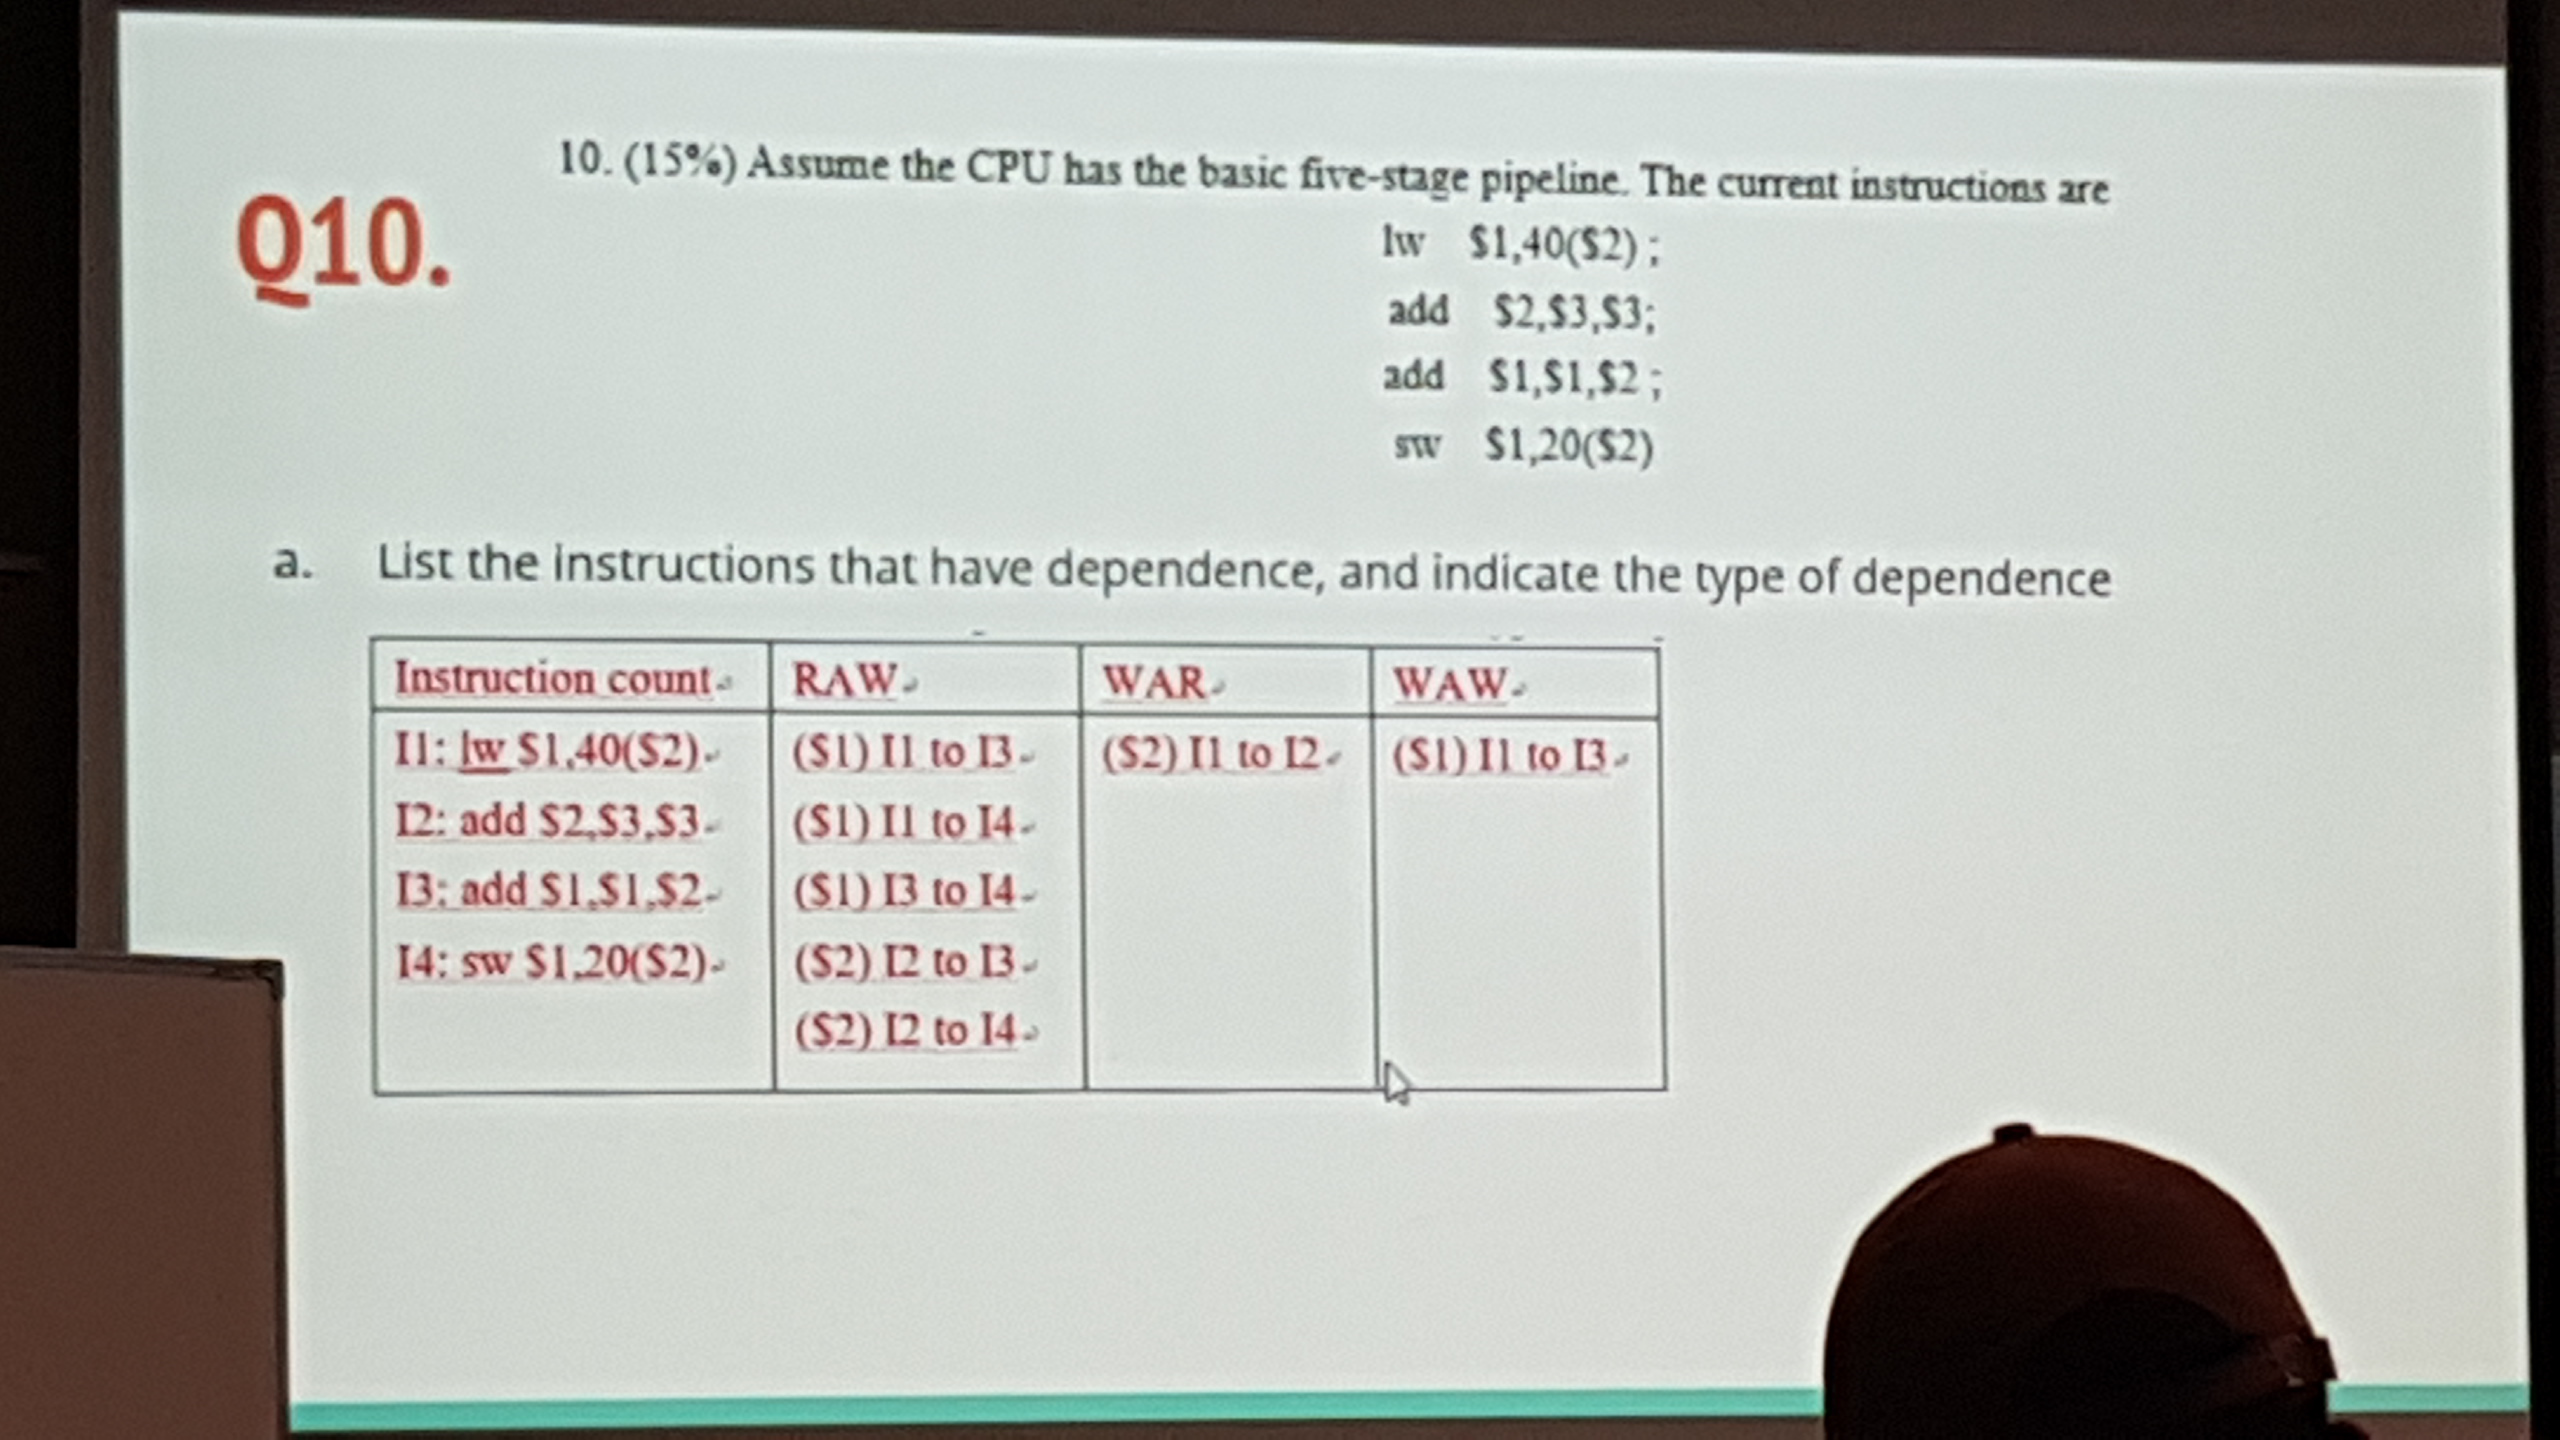 Q10.
10. (15%) Assume the CPU has the basic five-stage pipeline. The current instructions are
lw $1,40($2) ;
add $2,$3,$3;
add $1,$1,$2 ;
sw $1,20($2)
a. List the instructions that have dependence, and indicate the type of dependence
Instruction count RAW WAR WAW
I1: lw $1,40($2) ($1) I1 to I3 ($2) I1 to I2 ($1) I1 to I3
I2: add $2,$3,$3 ($1) I1 to I4
I3: add $1,$1,$2 ($1) I3 to I4
I4: sw $1,20($2) ($2) I2 to I3
($2) I2 to I4